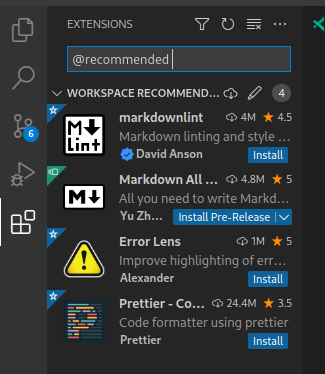 EXTENSIONS
@recommended
WORKSPACE RECOMMEND... 4
markdownlint 4M 4.5
Markdown linting and style ...
David Anson Install
Markdown All ... 4.8M 5
All you need to write Markd...
Yu Zh... Install Pre-Release
Error Lens 1M 5
Improve highlighting of erro...
Alexander Install
Prettier - Co... 24.4M 3.5
Code formatter using prettier
Prettier Install
6
M
Lint
M